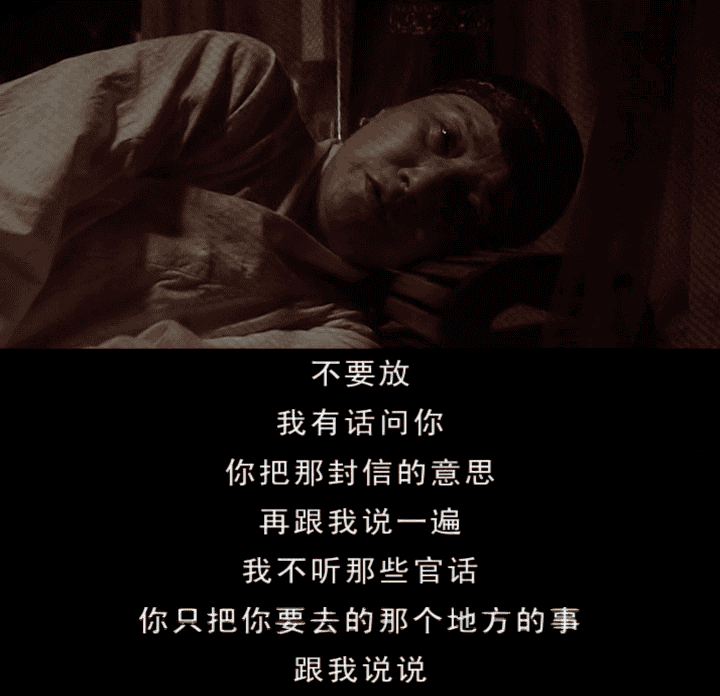 不要放
我有话问你
你把那封信的意思
再跟我说一遍
我不听那些官话
你只把你要去的那个地方的事
跟我说说